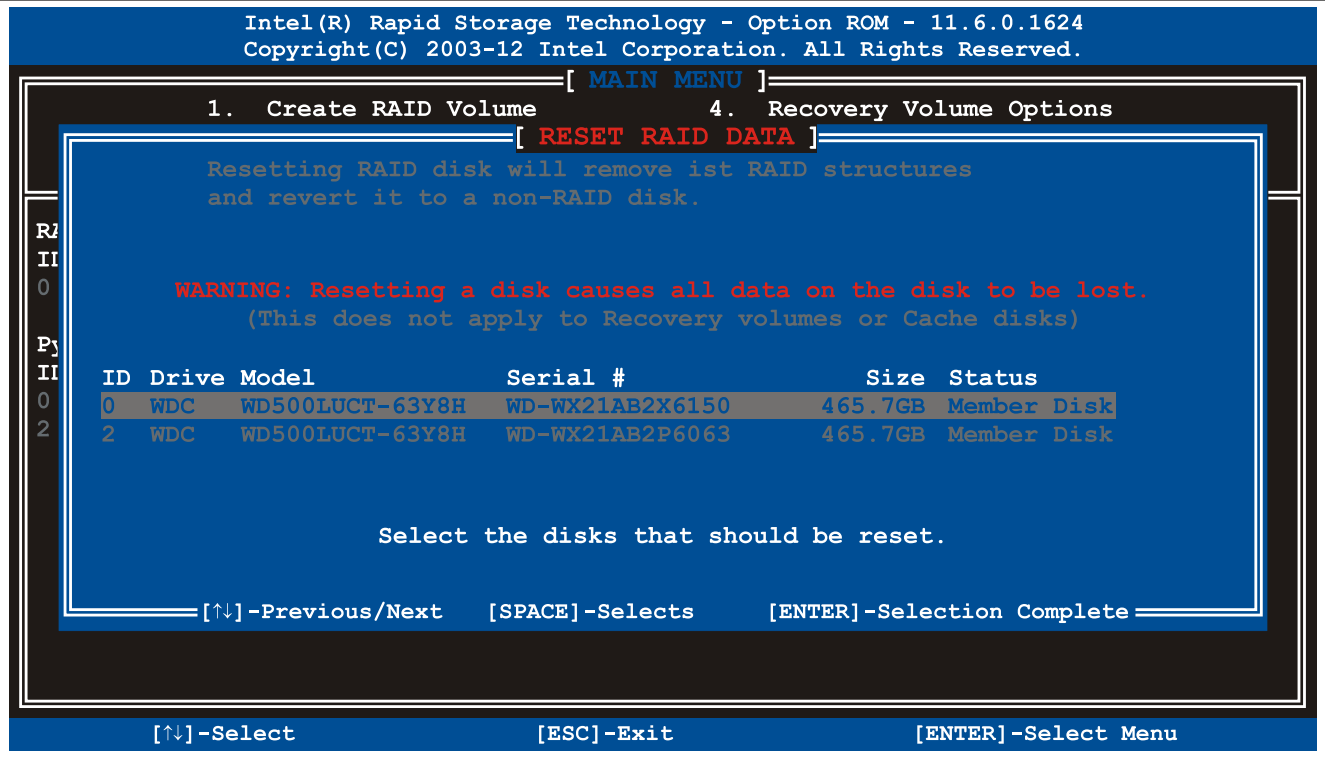 Intel(R) Rapid Storage Technology - Option ROM - 11.6.0.1624
Copyright(C) 2003-12 Intel Corporation. All Rights Reserved.
[ MAIN MENU ]
1. Create RAID Volume 4. Recovery Volume Options
[ RESET RAID DATA ]
Resetting RAID disk will remove ist RAID structures
and revert it to a non-RAID disk.
0
WARNING: Resetting a disk causes all data on the disk to be lost.
(This does not apply to Recovery volumes or Cache disks)
ID Drive Model Serial # Size Status
0 0 WDC WD500LUCT-63Y8H WD-WX21AB2X6150 465.7GB Member Disk
2 2 WDC WD500LUCT-63Y8H WD-WX21AB2P6063 465.7GB Member Disk
Select the disks that should be reset.
[↑↓]-Previous/Next [SPACE]-Selects [ENTER]-Selection Complete
[↑↓]-Select [ESC]-Exit [ENTER]-Select Menu